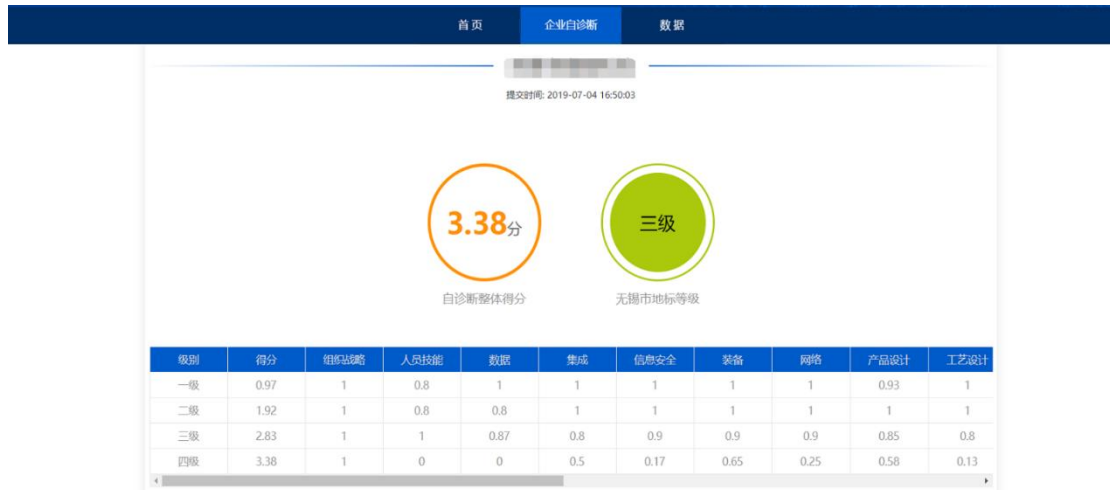 首页 企业自诊断 数据
提交时间: 2019-07-04 16:50:03
3.38分 三级
自诊断整体得分 无锡市地标等级
级别 得分 组织战略 人员技能 数据 集成 信息安全 装备 网络 产品设计 工艺设计
一级 0.97 1 0.8 1 1 1 1 1 0.93 1
二级 1.92 1 0.8 0.8 1 1 1 1 1 1
三级 2.83 1 1 0.87 0.8 0.9 0.9 0.9 0.85 0.8
四级 3.38 1 0 0 0.5 0.17 0.65 0.25 0.58 0.13